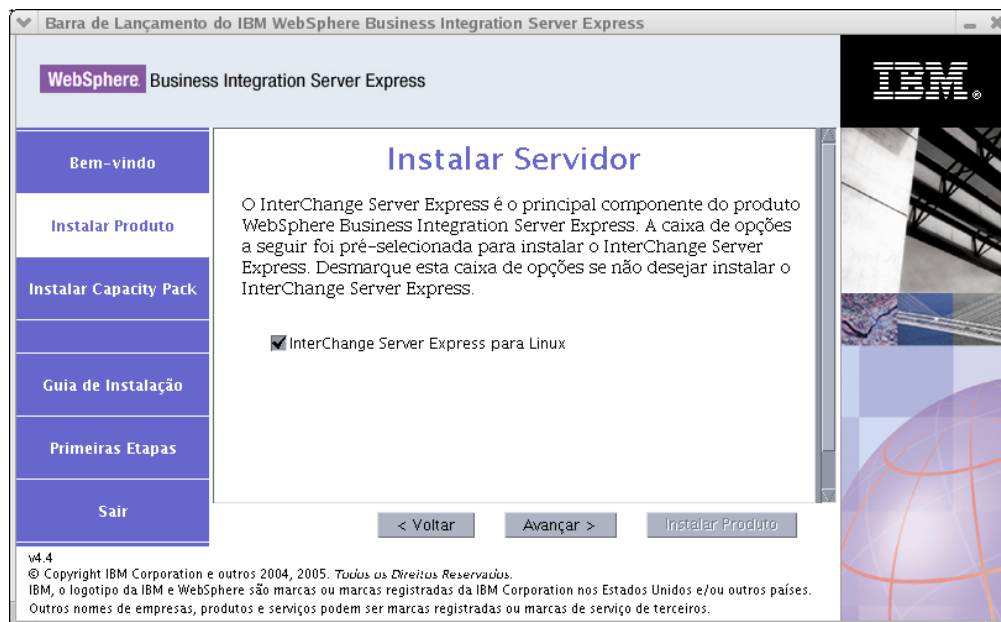 Barra de Lançamento do IBM WebSphere Business Integration Server Express
WebSphere. Business Integration Server Express
IBM®
Bem-vindo
Instalar Produto
Instalar Capacity Pack
Guia de Instalação
Primeiras Etapas
Sair
Instalar Servidor
O InterChange Server Express é o principal componente do produto
WebSphere Business Integration Server Express. A caixa de opções
a seguir foi pré-selecionada para instalar o InterChange Server
Express. Desmarque esta caixa de opções se não desejar instalar o
InterChange Server Express.
InterChange Server Express para Linux
< Voltar
Avançar >
Instalar Produto
v4.4
© Copyright IBM Corporation e outros 2004, 2005. Todos os Direitos Reservados.
IBM, o logotipo da IBM e WebSphere são marcas ou marcas registradas da IBM Corporation nos Estados Unidos e/ou outros países.
Outros nomes de empresas, produtos e serviços podem ser marcas registradas ou marcas de serviço de terceiros.